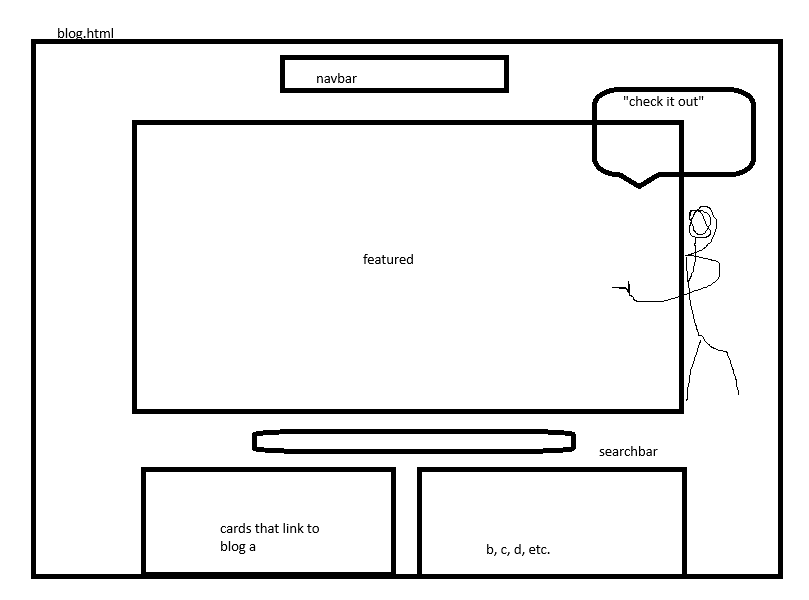 blog.html
navbar
"check it out"
featured
searchbar
cards that link to
blog a
b, c, d, etc.